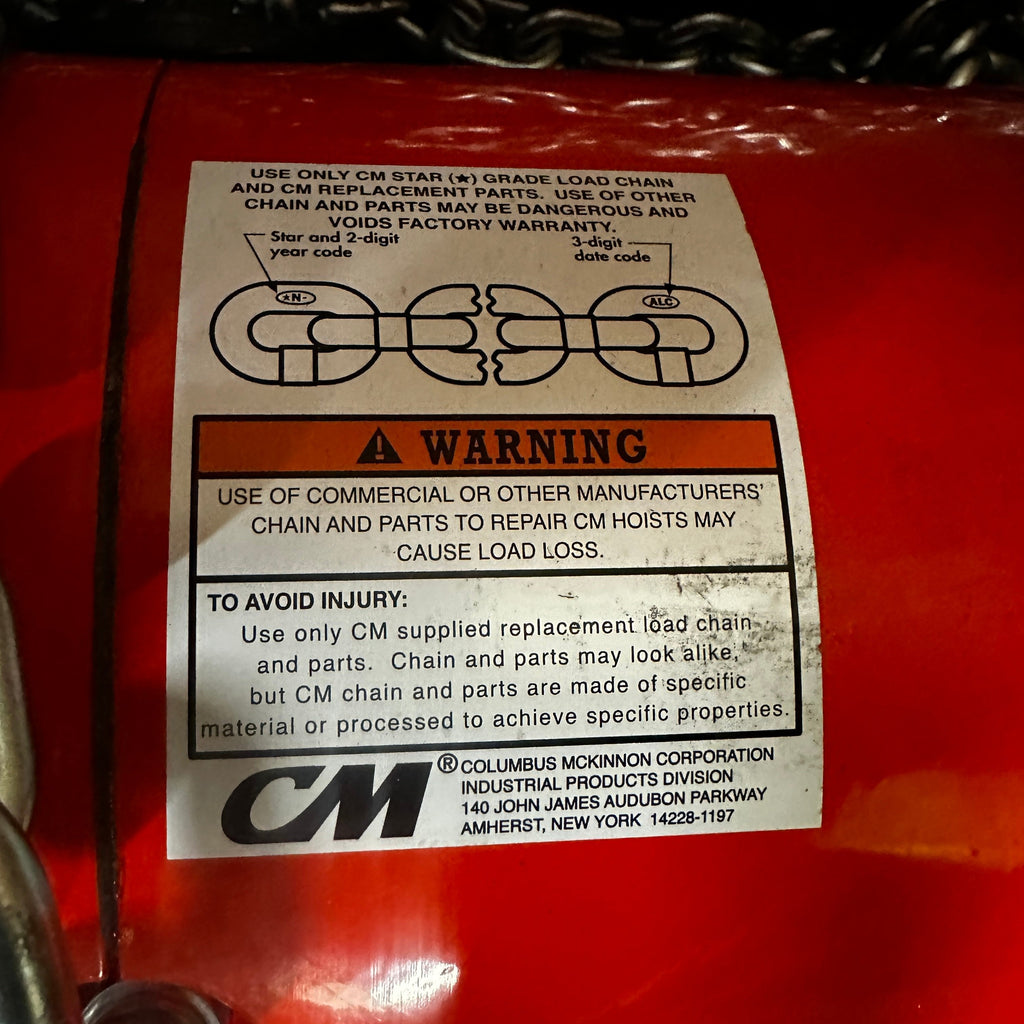 USE ONLY CM STAR (★) GRADE LOAD CHAIN
AND CM REPLACEMENT PARTS. USE OF OTHER
CHAIN AND PARTS MAY BE DANGEROUS AND
VOIDS FACTORY WARRANTY.
Star and 2-digit
year code
3-digit
date code
★N-
ALC
⚠ WARNING
USE OF COMMERCIAL OR OTHER MANUFACTURERS'
CHAIN AND PARTS TO REPAIR CM HOISTS MAY
CAUSE LOAD LOSS.
TO AVOID INJURY:
Use only CM supplied replacement load chain
and parts. Chain and parts may look alike,
but CM chain and parts are made of specific
material or processed to achieve specific properties.
CM®
COLUMBUS MCKINNON CORPORATION
INDUSTRIAL PRODUCTS DIVISION
140 JOHN JAMES AUDUBON PARKWAY
AMHERST, NEW YORK 14228-1197